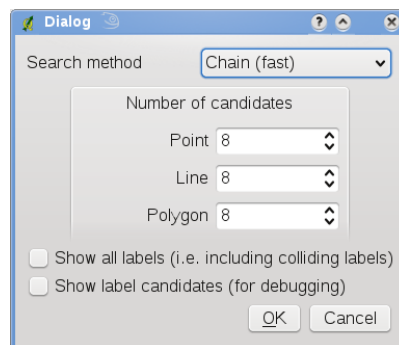 Dialog
Search method Chain (fast)
Number of candidates
Point 8
Line 8
Polygon 8
Show all labels (i.e. including colliding labels)
Show label candidates (for debugging)
OK Cancel